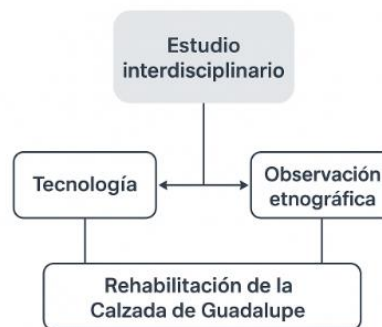 Estudio
interdisciplinario
Tecnología
Observación
etnográfica
Rehabilitación de la
Calzada de Guadalupe